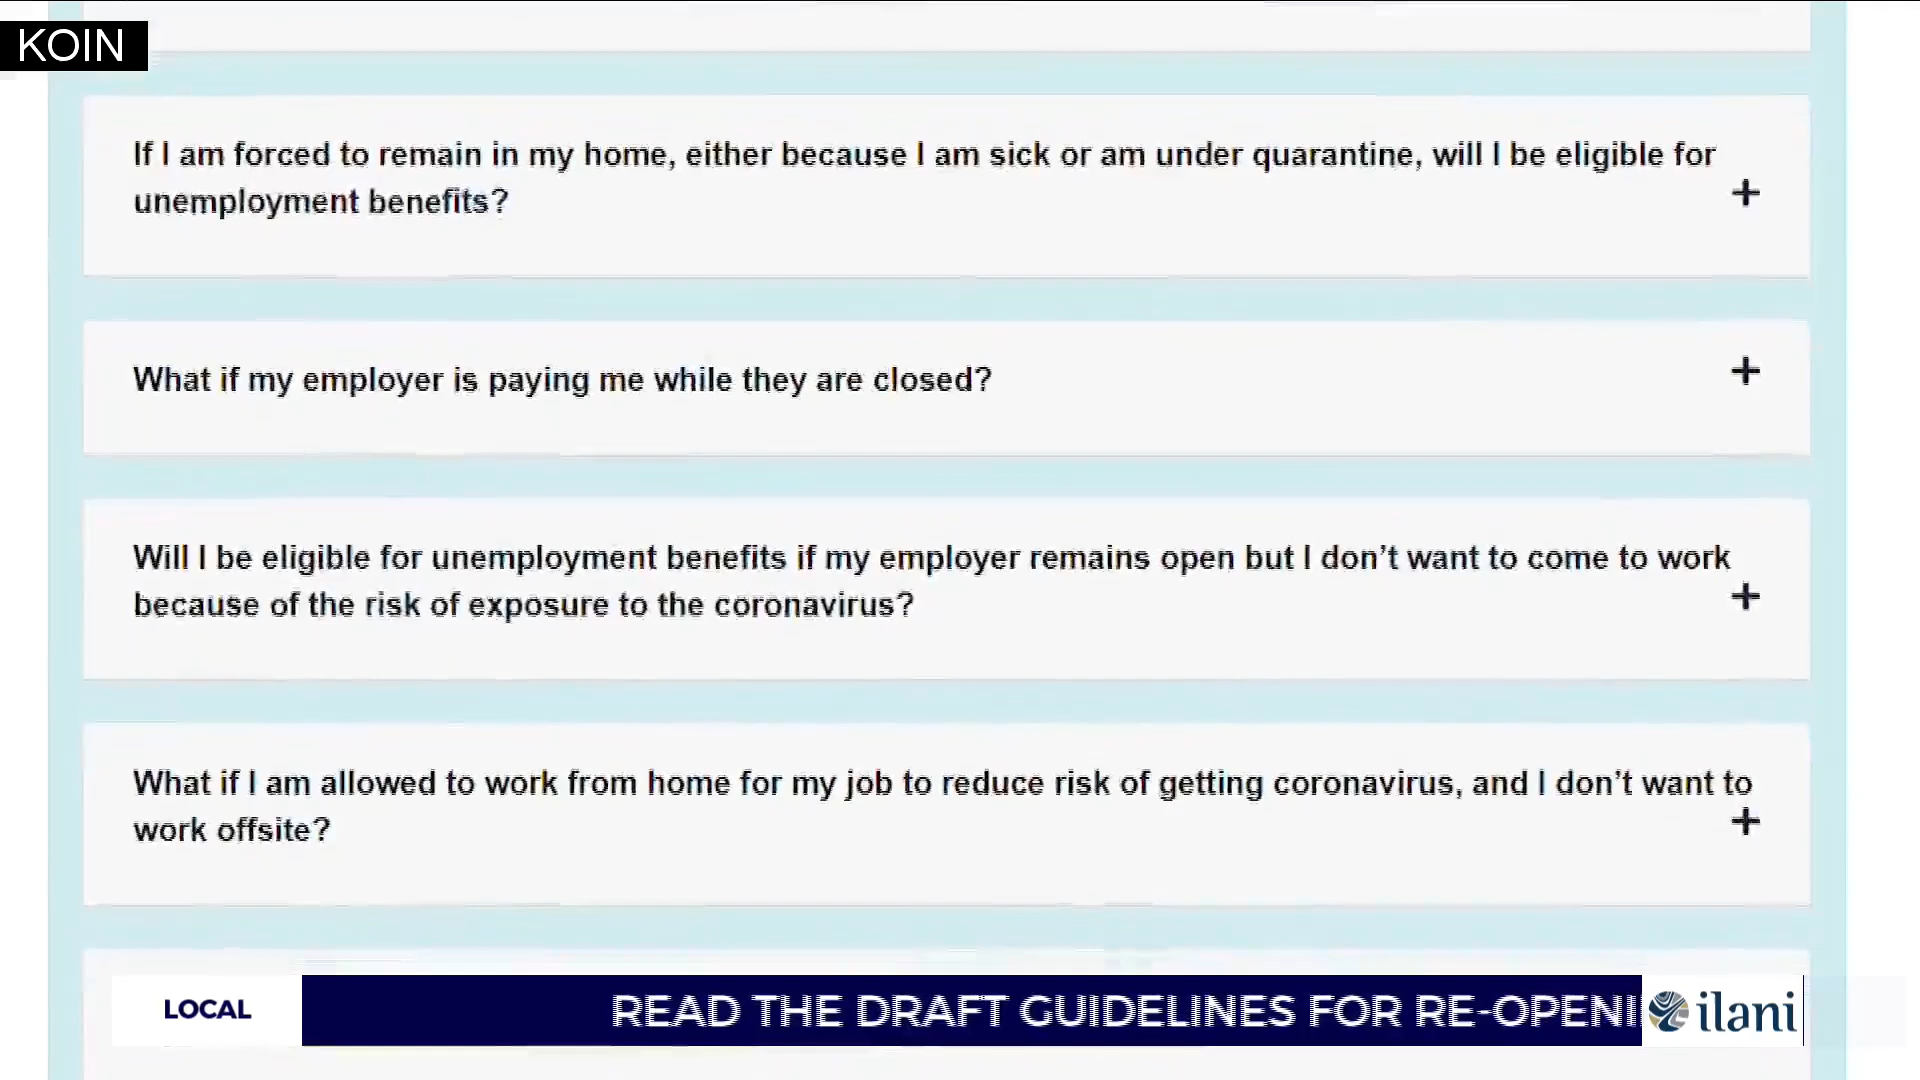 KOIN
If I am forced to remain in my home, either because I am sick or am under quarantine, will I be eligible for
unemployment benefits?
+
What if my employer is paying me while they are closed?
+
Will I be eligible for unemployment benefits if my employer remains open but I don’t want to come to work
because of the risk of exposure to the coronavirus?
+
What if I am allowed to work from home for my job to reduce risk of getting coronavirus, and I don’t want to
work offsite?
+
LOCAL
READ THE DRAFT GUIDELINES FOR RE-OPENI
ilani